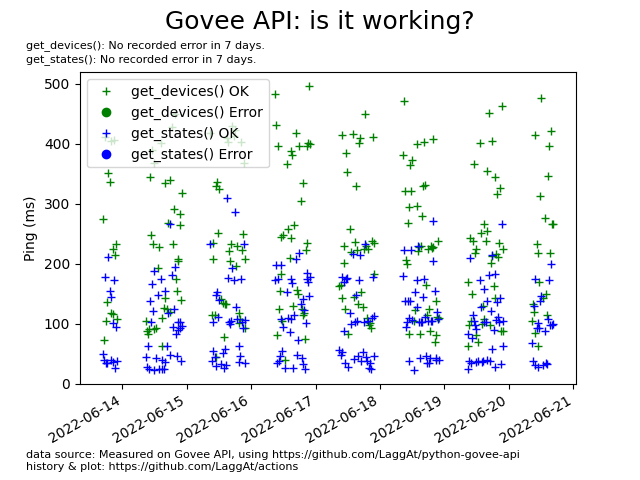 Govee API: is it working?
get_devices(): No recorded error in 7 days.
get_states(): No recorded error in 7 days.
get_devices() OK
get_devices() Error
get_states() OK
get_states() Error
Ping (ms)
500
400
300
200
100
0
2022-06-14
2022-06-15
2022-06-16
2022-06-17
2022-06-18
2022-06-19
2022-06-20
2022-06-21
data source: Measured on Govee API, using https://github.com/LaggAt/python-govee-api
history & plot: https://github.com/LaggAt/actions